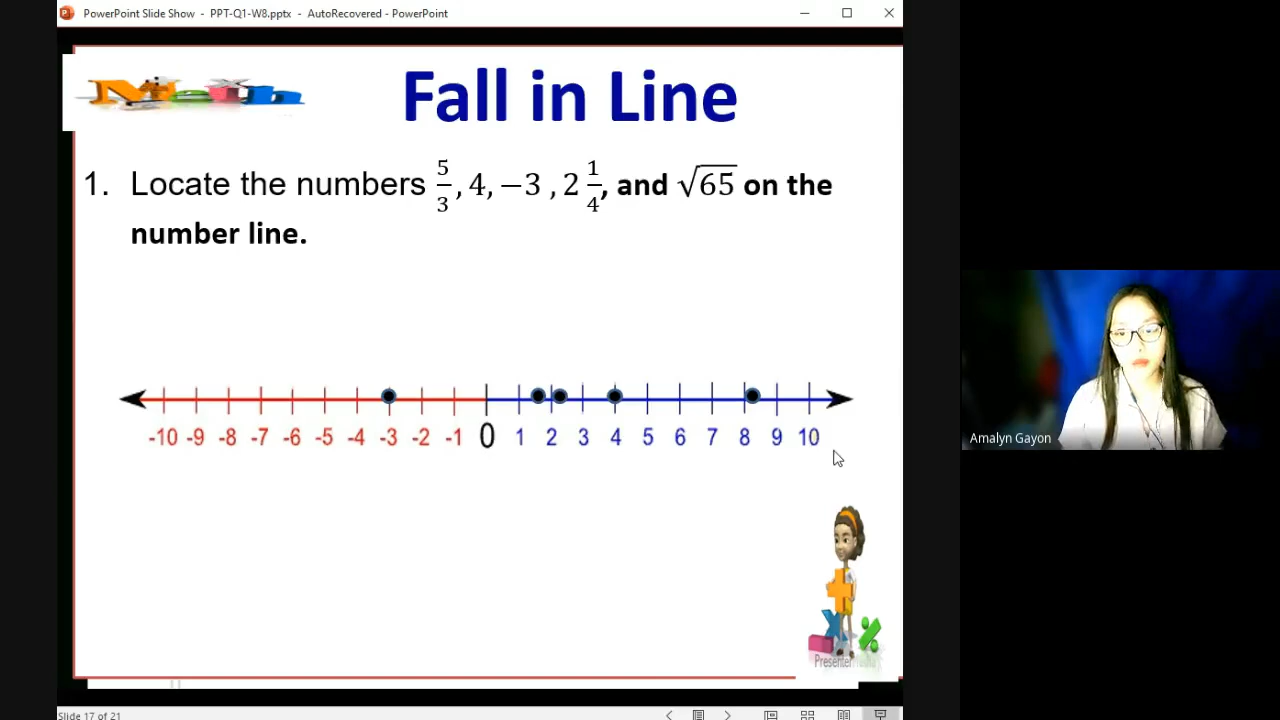 PowerPoint Slide Show - PPT-Q1-W8.pptx - AutoRecovered - PowerPoint
Math
Fall in Line
1. Locate the numbers 5/3, 4, −3 , 2 1/4, and √65 on the
number line.
-10 -9 -8 -7 -6 -5 -4 -3 -2 -1 0 1 2 3 4 5 6 7 8 9 10
Amalyn Gayon
Slide 17 of 21